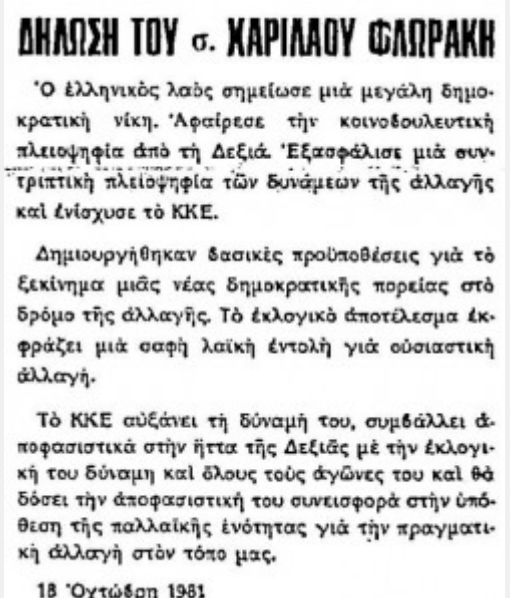 ΔΗΛΩΣΗ ΤΟΥ σ. ΧΑΡΙΛΑΟΥ ΦΛΩΡΑΚΗ
Ὁ ἑλληνικὸς λαὸς σημείωσε μιὰ μεγάλη δημο-
κρατικὴ νίκη. Ἀφαίρεσε τὴν κοινοβουλευτικὴ
πλειοψηφία ἀπὸ τὴ Δεξιά. Ἐξασφάλισε μιὰ συν-
τριπτικὴ πλειοψηφία τῶν δυνάμεων τῆς ἀλλαγῆς
καὶ ἐνίσχυσε τὸ ΚΚΕ.
Δημιουργήθηκαν βασικὲς προϋποθέσεις γιὰ τὸ
ξεκίνημα μιᾶς νέας δημοκρατικῆς πορείας στὸ
δρόμο τῆς ἀλλαγῆς. Τὸ ἐκλογικὸ ἀποτέλεσμα ἐκ-
φράζει μιὰ σαφὴ λαϊκὴ ἐντολὴ γιὰ οὐσιαστικὴ
ἀλλαγή.
Τὸ ΚΚΕ αὐξάνει τὴ δύναμή του, συμβάλλει ἀ-
ποφασιστικὰ στὴν ἥττα τῆς Δεξιᾶς μὲ τὴν ἐκλογι-
κή του δύναμη καὶ ὅλους τοὺς ἀγῶνες του καὶ θὰ
δόσει τὴν ἀποφασιστική του συνεισφορὰ στὴν ὑπό-
θεση τῆς παλλαϊκῆς ἑνότητας γιὰ τὴν πραγματι-
κὴ ἀλλαγὴ στὸν τόπο μας.
18 Ὀχτώβρη 1981